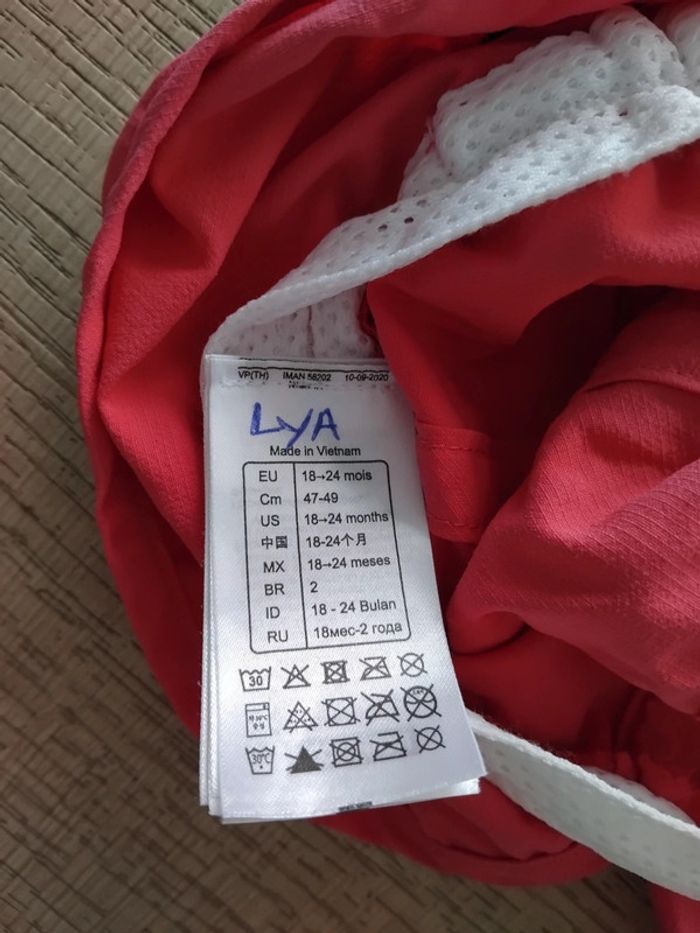 VP(TH) IMAN 58202 10-09-2020
LyA
Made in Vietnam
EU 18→24 mois
Cm 47-49
US 18→24 months
中国 18-24个月
MX 18→24 meses
BR 2
ID 18 - 24 Bulan
RU 18мес-2 года
30
30℃